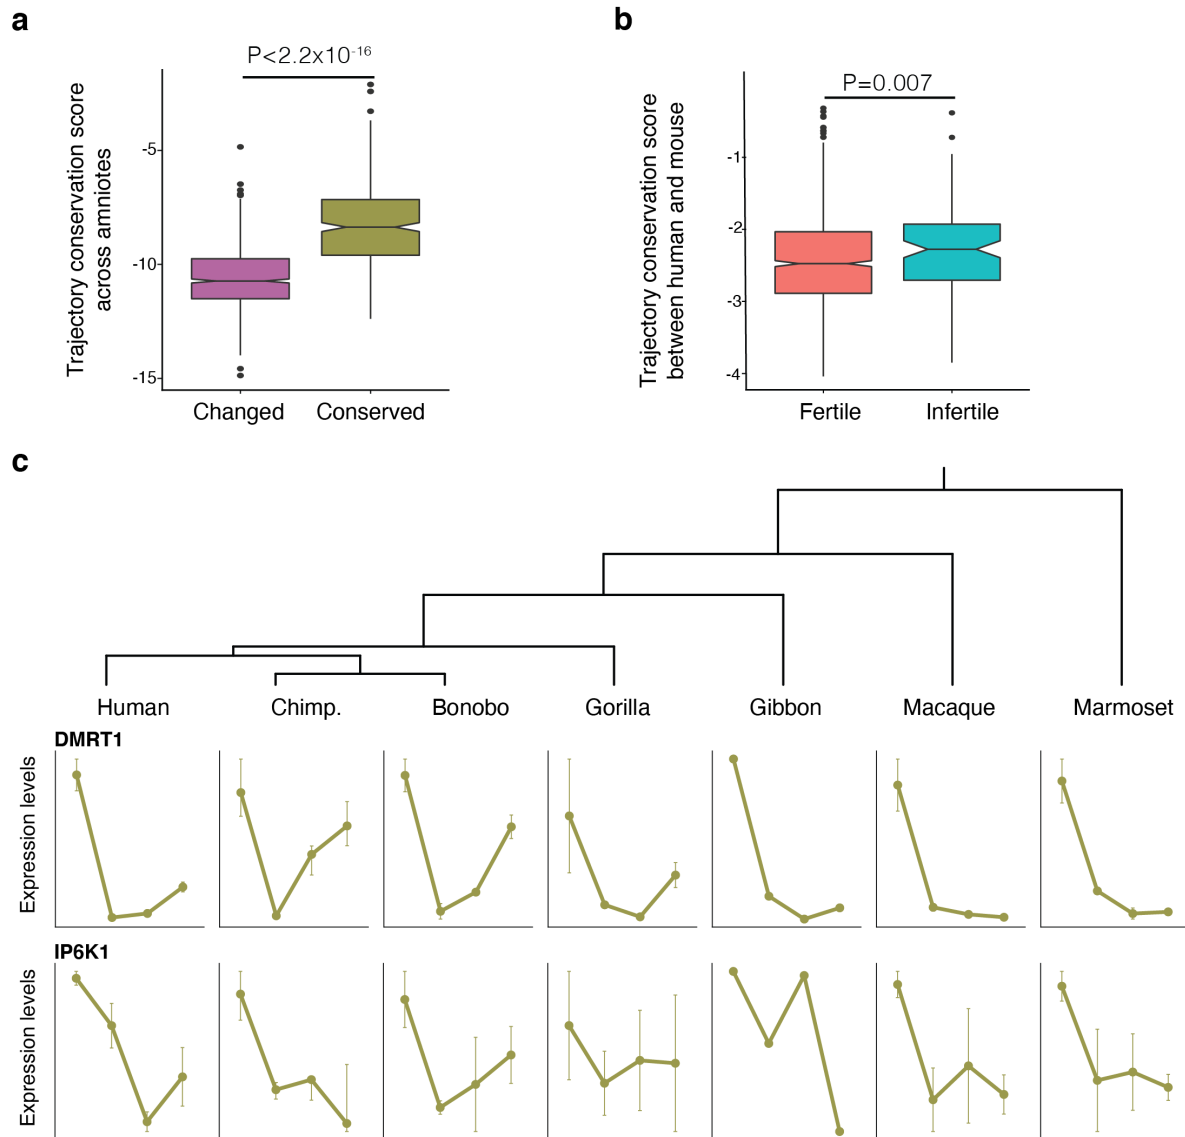 a
P<2.2x10-16
Trajectory conservation score
across amniotes
-5
-10
-15
Changed Conserved
b
P=0.007
Trajectory conservation score
between human and mouse
-1
-2
-3
-4
Fertile Infertile
c
Human Chimp. Bonobo Gorilla Gibbon Macaque Marmoset
DMRT1
Expression levels
IP6K1
Expression levels